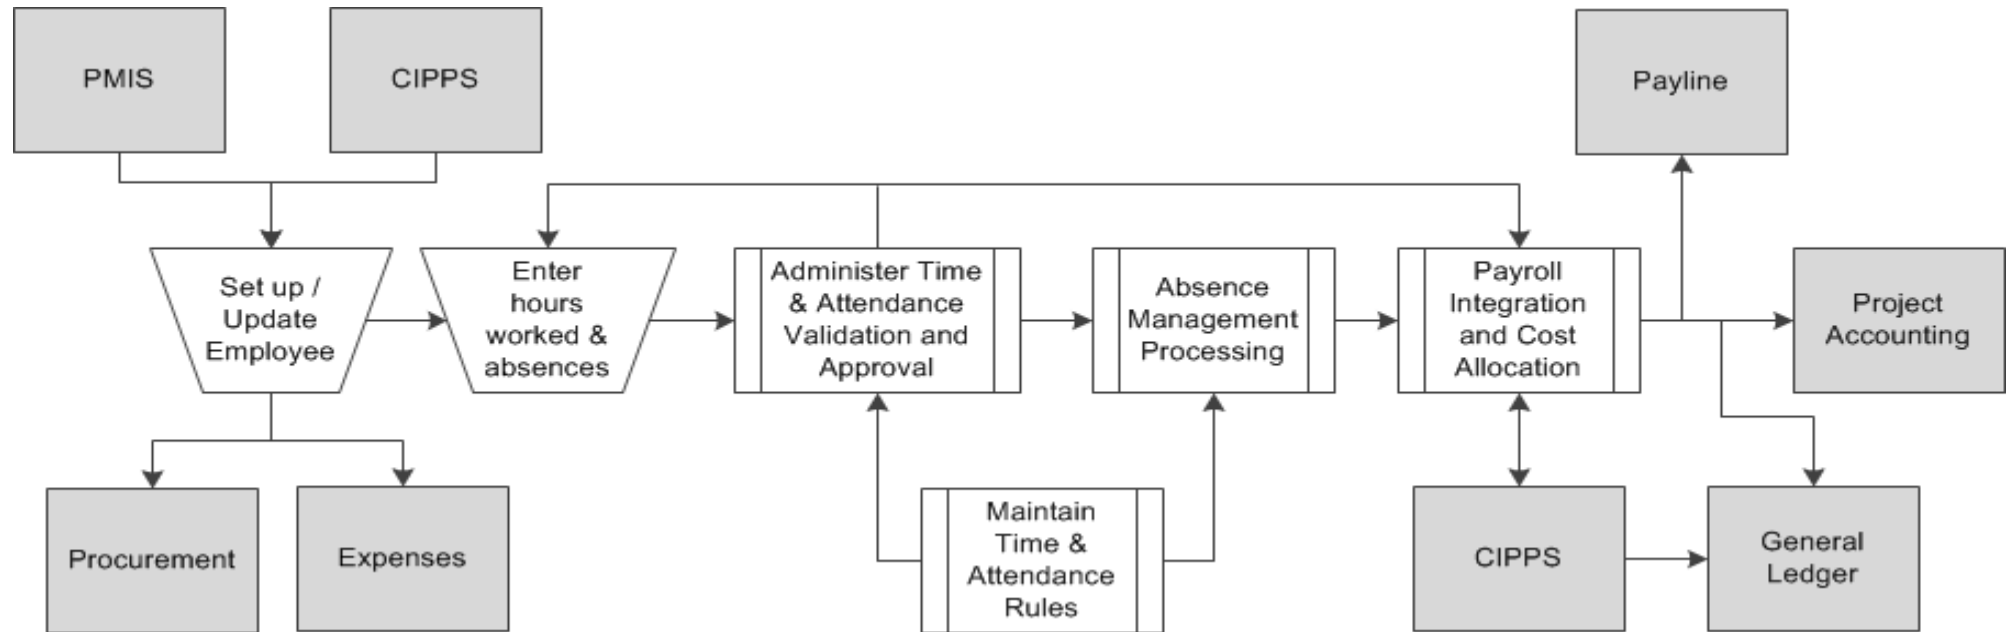 PMIS
CIPPS
Payline
Set up /
Update
Employee
Enter
hours
worked &
absences
Administer Time
& Attendance
Validation and
Approval
Absence
Management
Processing
Payroll
Integration
and Cost
Allocation
Project
Accounting
Procurement
Expenses
Maintain
Time &
Attendance
Rules
CIPPS
General
Ledger